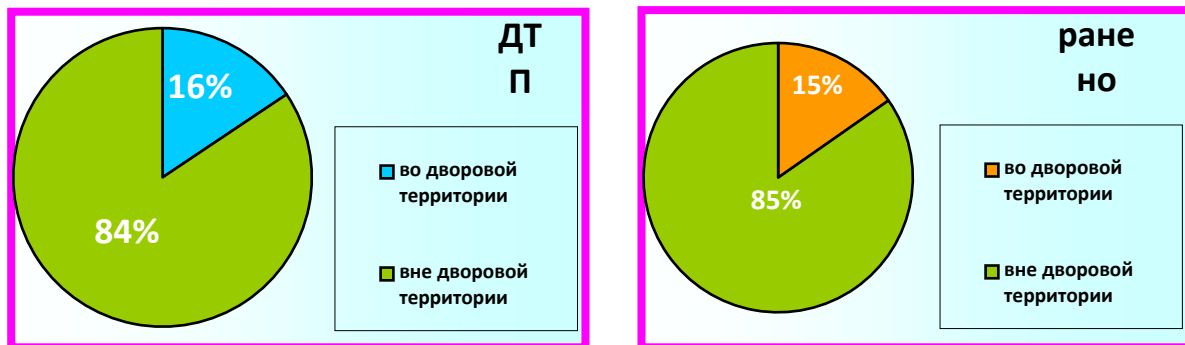 ДТ
П
16%
84%
во дворовой
территории
вне дворовой
территории
ране
но
15%
85%
во дворовой
территории
вне дворовой
территории